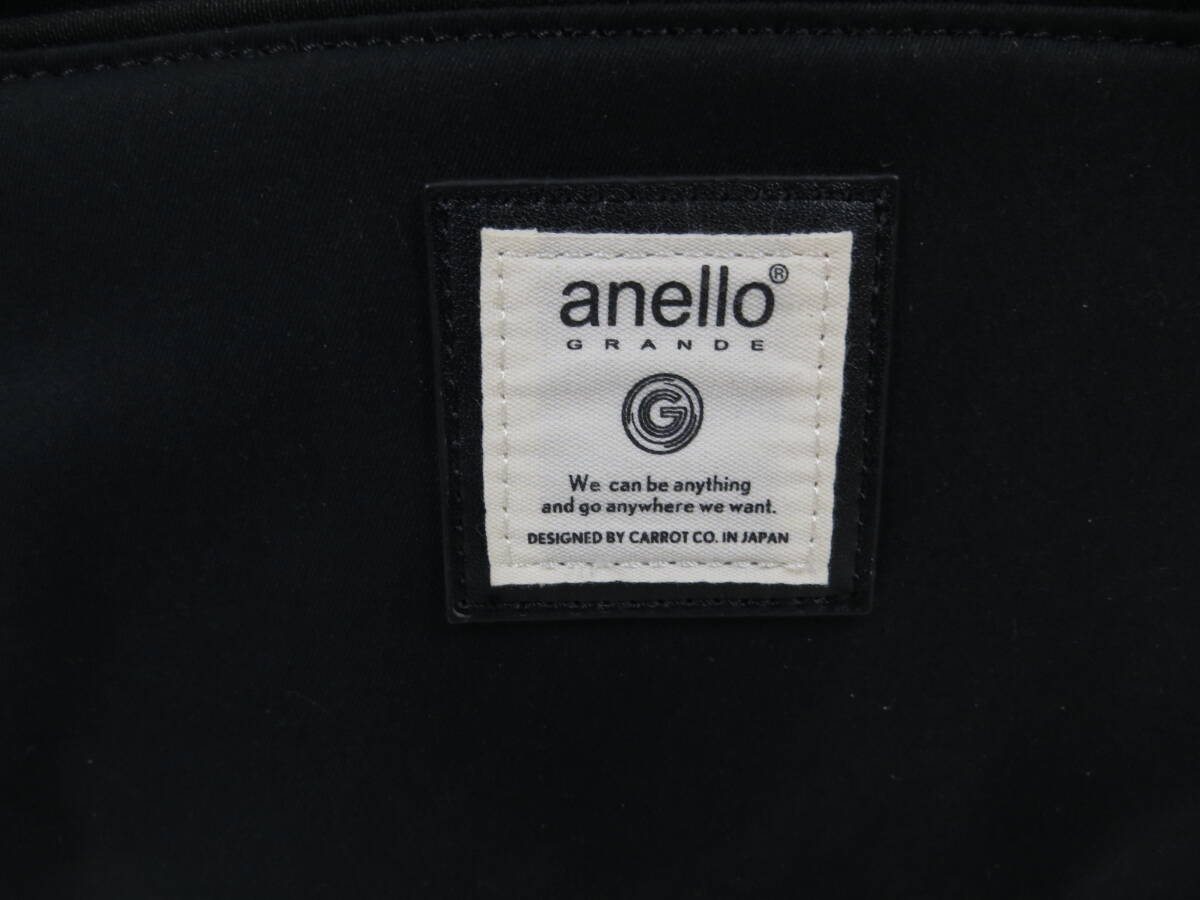 anello®
GRANDE
G
We can be anything
and go anywhere we want.
DESIGNED BY CARROT CO. IN JAPAN